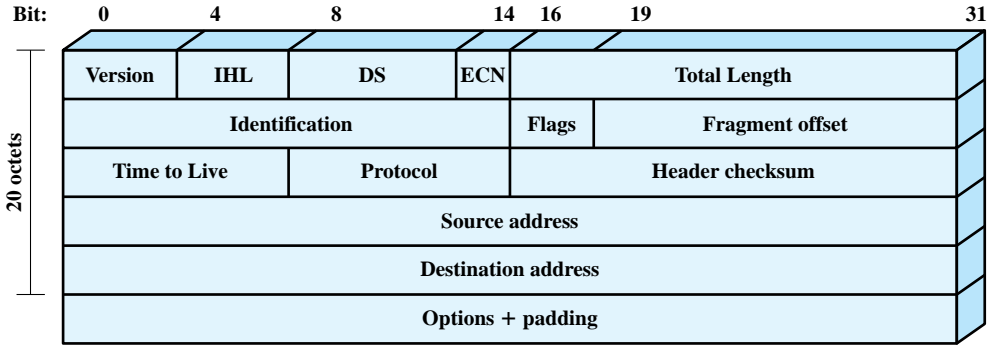 Bit: 0 4 8 14 16 19 31
Version IHL DS ECN Total Length
Identification Flags Fragment offset
Time to Live Protocol Header checksum
Source address
Destination address
Options + padding
20 octets